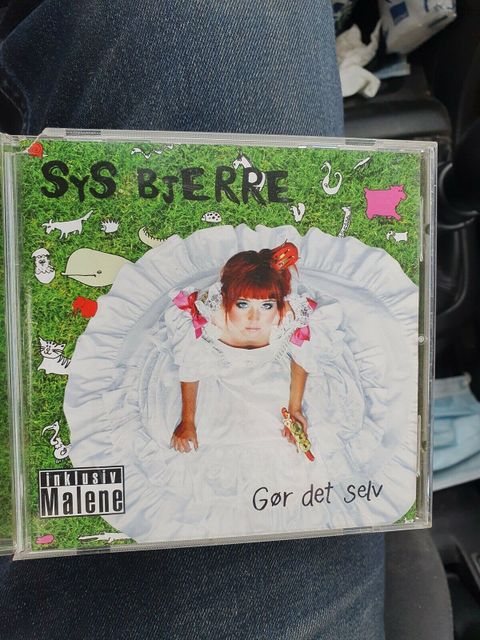 SyS BjERRE
inklusiv
Malene
Gør det selv